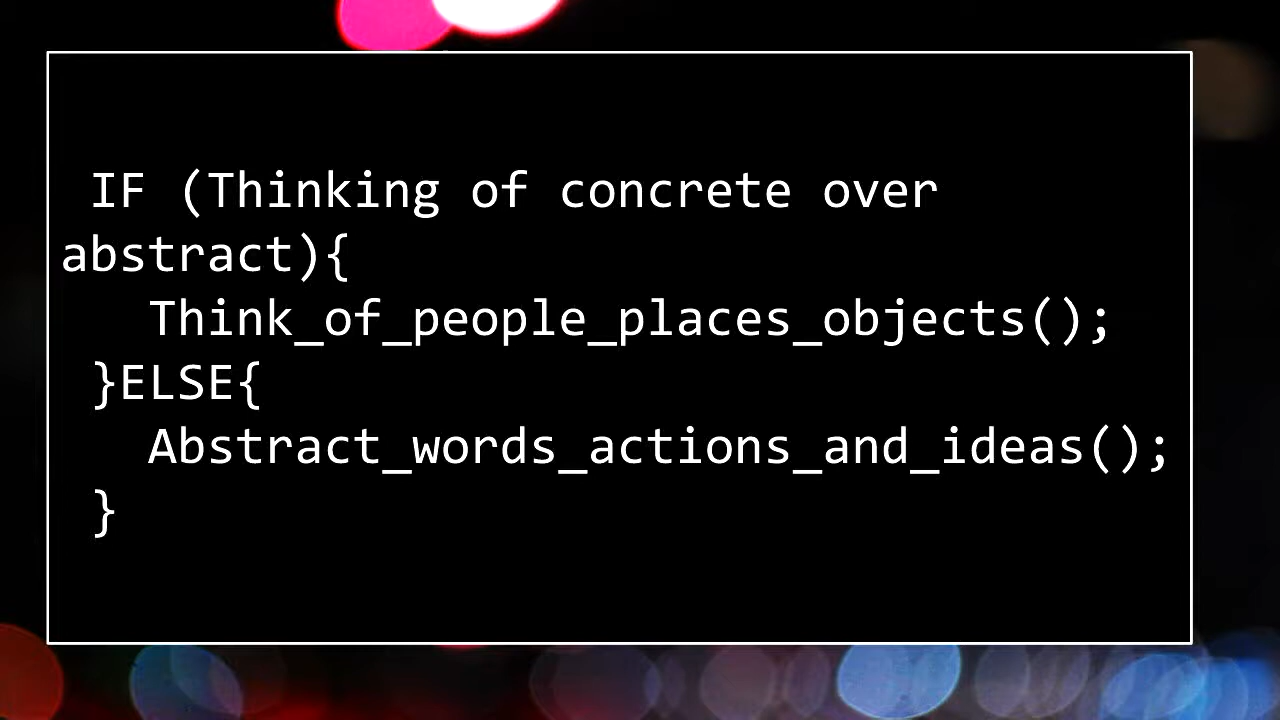 IF (Thinking of concrete over
abstract){
Think_of_people_places_objects();
}ELSE{
Abstract_words_actions_and_ideas();
}